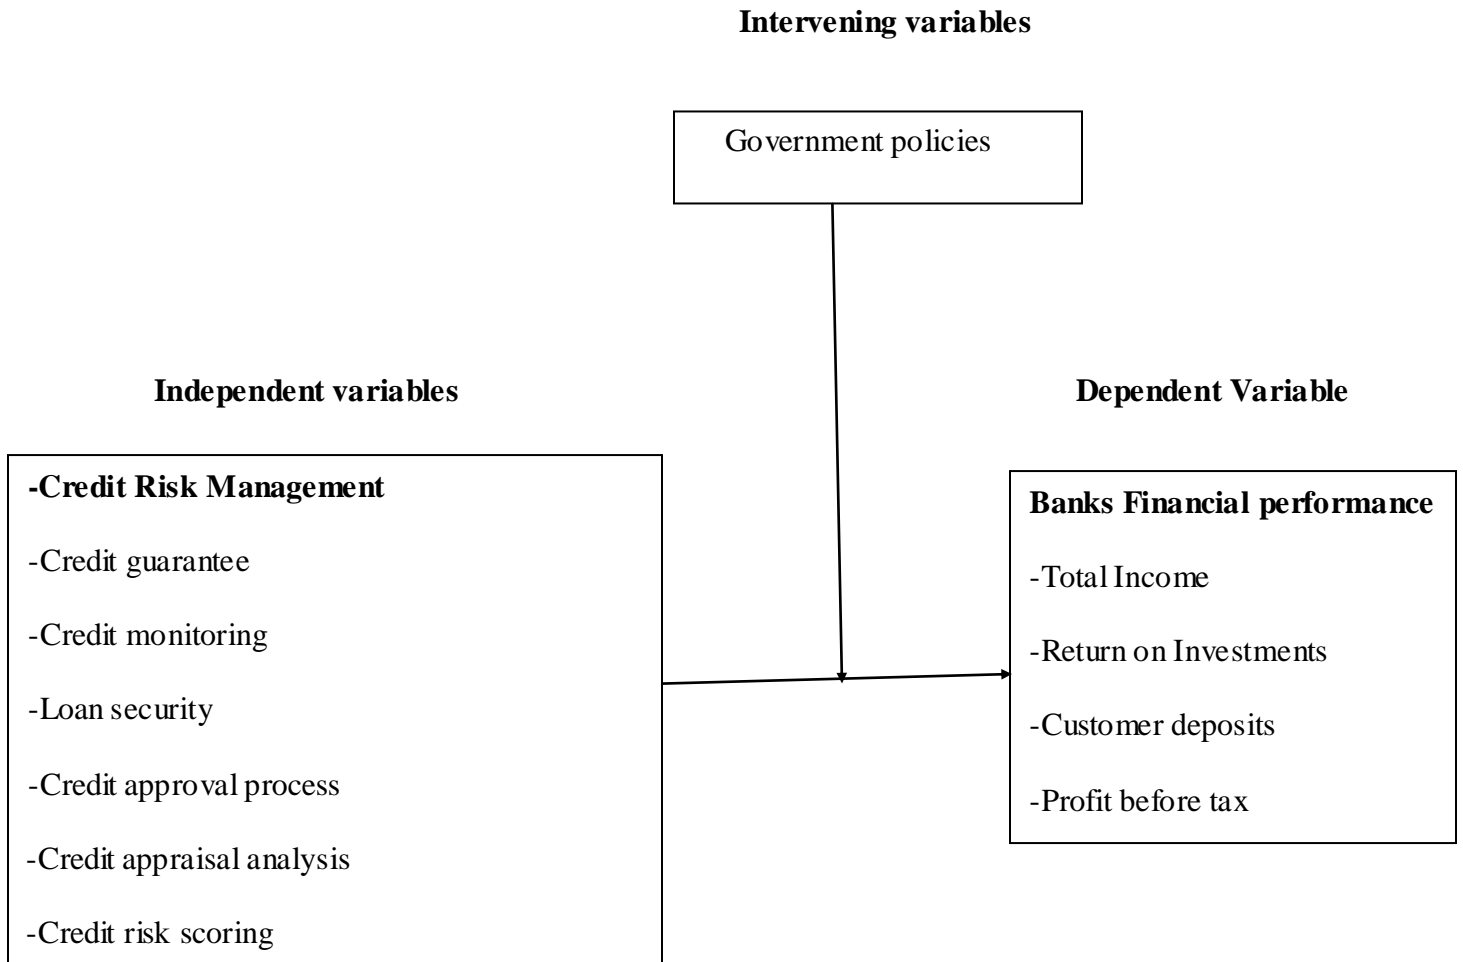 Intervening variables
Government policies
Independent variables
Dependent Variable
-Credit Risk Management
-Credit guarantee
-Credit monitoring
-Loan security
-Credit approval process
-Credit appraisal analysis
-Credit risk scoring
Banks Financial performance
-Total Income
-Return on Investments
-Customer deposits
-Profit before tax